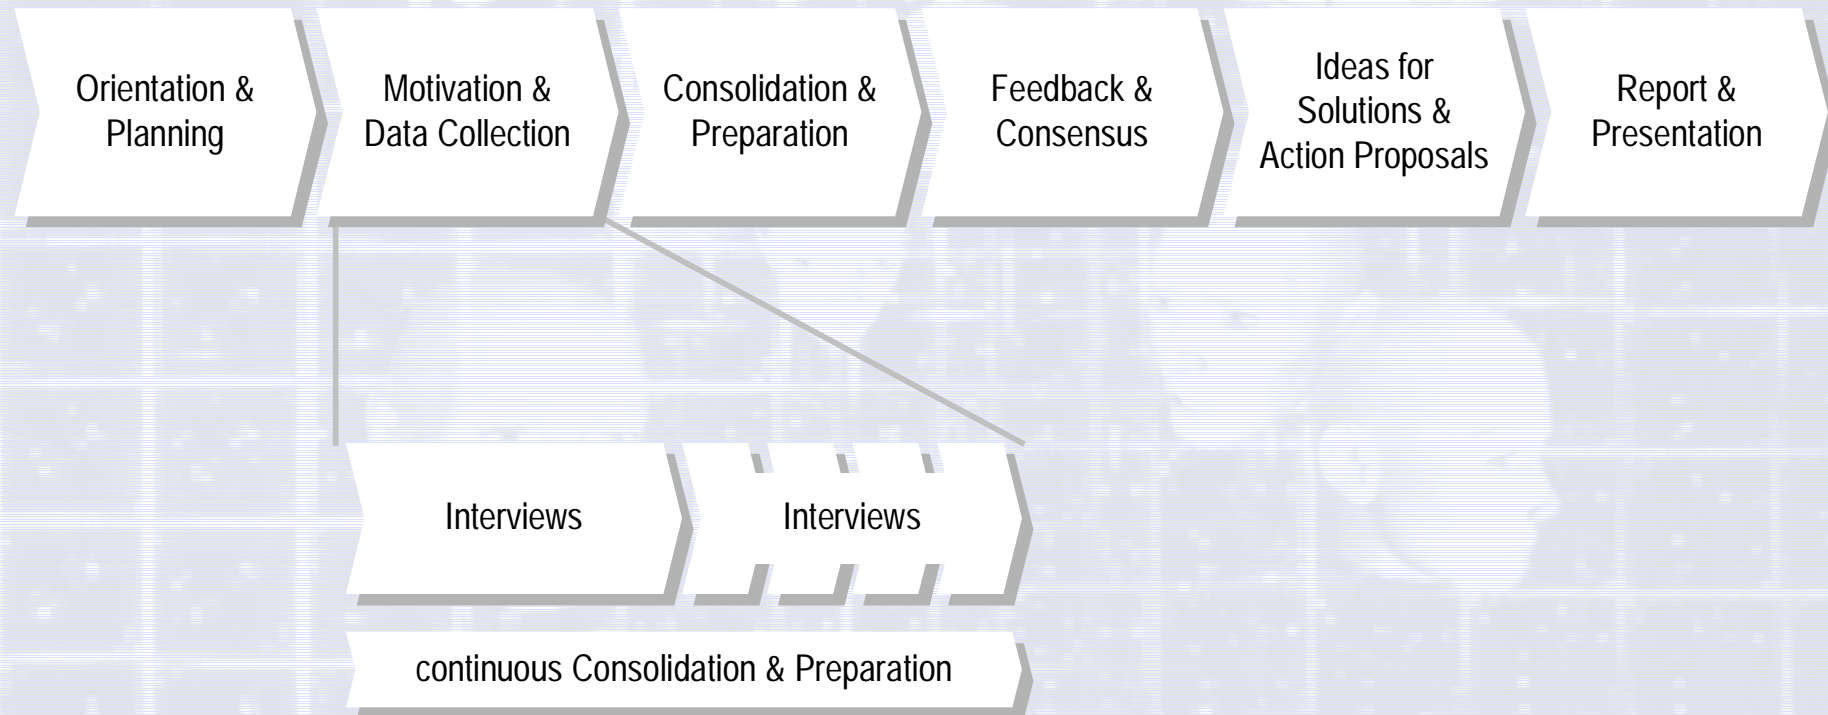 Orientation &
Planning
Motivation &
Data Collection
Consolidation &
Preparation
Feedback &
Consensus
Ideas for
Solutions &
Action Proposals
Report &
Presentation
Interviews
Interviews
continuous Consolidation & Preparation